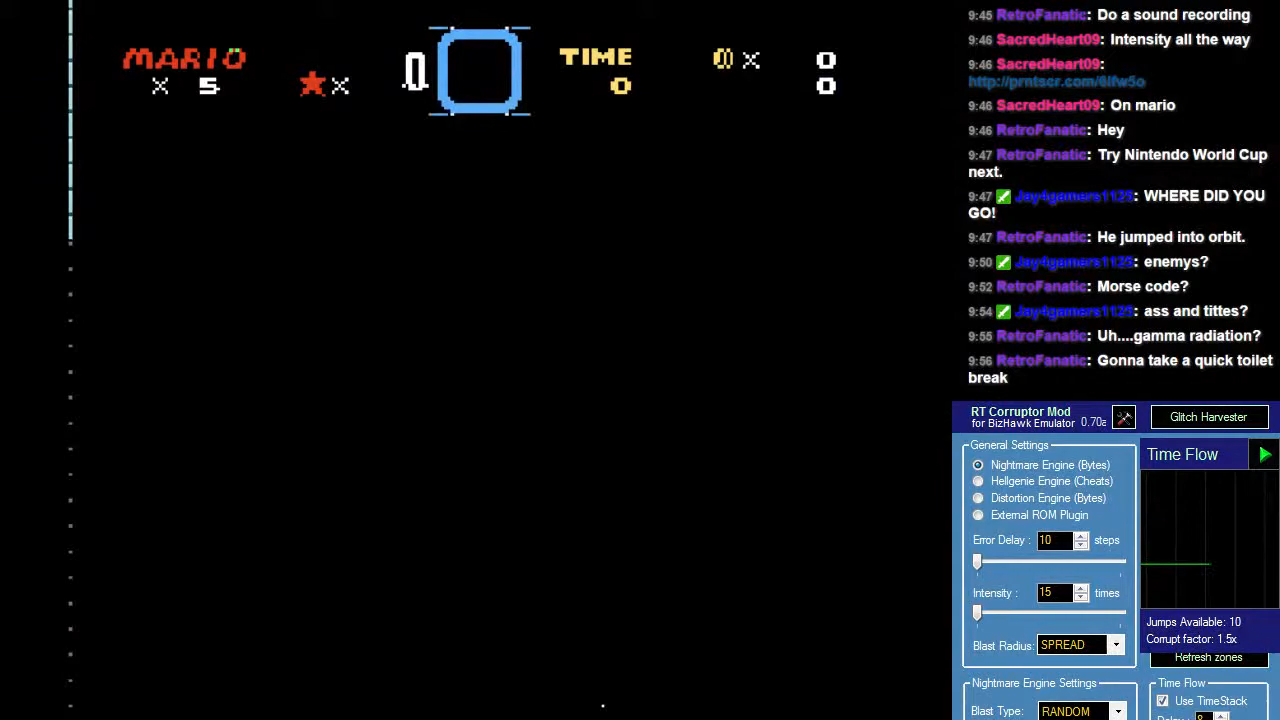 MARIO
x 5
★x
0
TIME
0
x
0
0
9:45 RetroFanatic: Do a sound recording
9:46 SacredHeart09: Intensity all the way
9:46 SacredHeart09:
http://prntscr.com/6lfw5o
9:46 SacredHeart09: On mario
9:46 RetroFanatic: Hey
9:47 RetroFanatic: Try Nintendo World Cup
next.
9:47 Jay4gamers1125: WHERE DID YOU
GO!
9:47 RetroFanatic: He jumped into orbit.
9:50 Jay4gamers1125: enemys?
9:52 RetroFanatic: Morse code?
9:54 Jay4gamers1125: ass and tittes?
9:55 RetroFanatic: Uh....gamma radiation?
9:56 RetroFanatic: Gonna take a quick toilet
break
RT Corruptor Mod
for BizHawk Emulator 0.70a
Glitch Harvester
General Settings
Nightmare Engine (Bytes)
Hellgenie Engine (Cheats)
Distortion Engine (Bytes)
External ROM Plugin
Error Delay : 10 steps
Intensity : 15 times
Blast Radius: SPREAD
Time Flow
Jumps Available: 10
Corrupt factor: 1.5x
Refresh zones
Nightmare Engine Settings
Blast Type: RANDOM
Time Flow
Use TimeStack